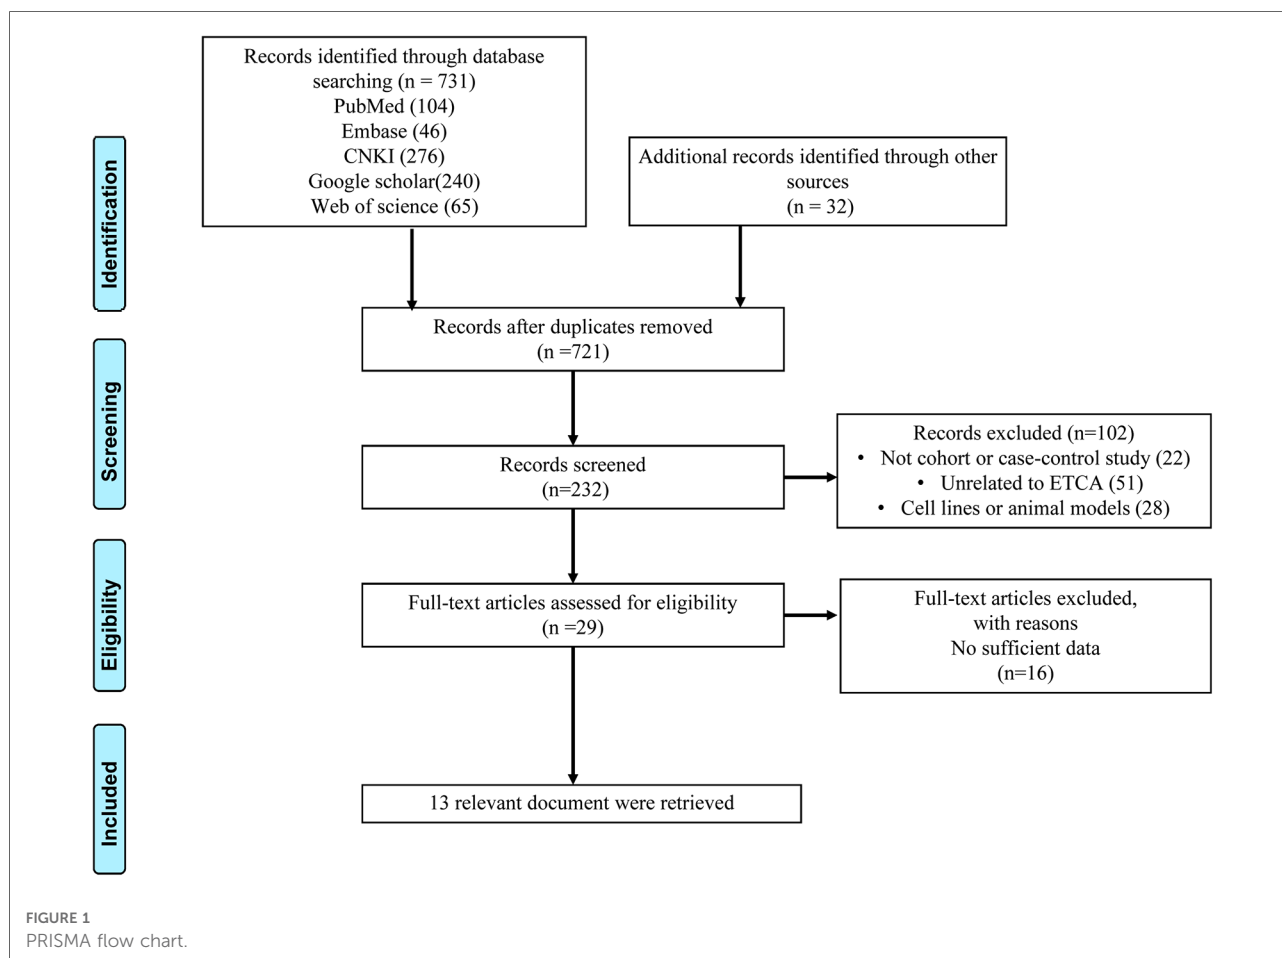 Records identified through database
searching (n = 731)
PubMed (104)
Embase (46)
CNKI (276)
Google scholar(240)
Web of science (65)
Additional records identified through other
sources
(n = 32)
Identification
Records after duplicates removed
(n =721)
Screening
Records screened
(n=232)
Records excluded (n=102)
• Not cohort or case-control study (22)
• Unrelated to ETCA (51)
• Cell lines or animal models (28)
Eligibility
Full-text articles assessed for eligibility
(n =29)
Full-text articles excluded,
with reasons
No sufficient data
(n=16)
Included
13 relevant document were retrieved
FIGURE 1
PRISMA flow chart.